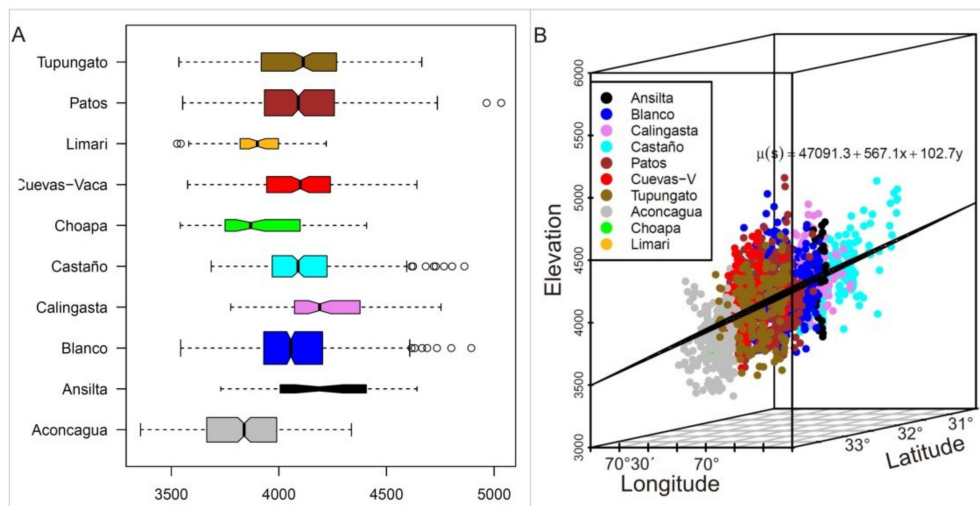 A
Tupungato
Patos
Limari
Cuevas−Vaca
Choapa
Castaño
Calingasta
Blanco
Ansilta
Aconcagua
3500 4000 4500 5000
B
Elevation
3000 3500 4000 4500 5000 5500 6000
Ansilta
Blanco
Calingasta
Castaño
Patos
Cuevas−V
Tupungato
Aconcagua
Choapa
Limari
μ(s) = 47091.3 + 567.1x + 102.7y
70°30´ 70°
Longitude
33° 32° 31°
Latitude